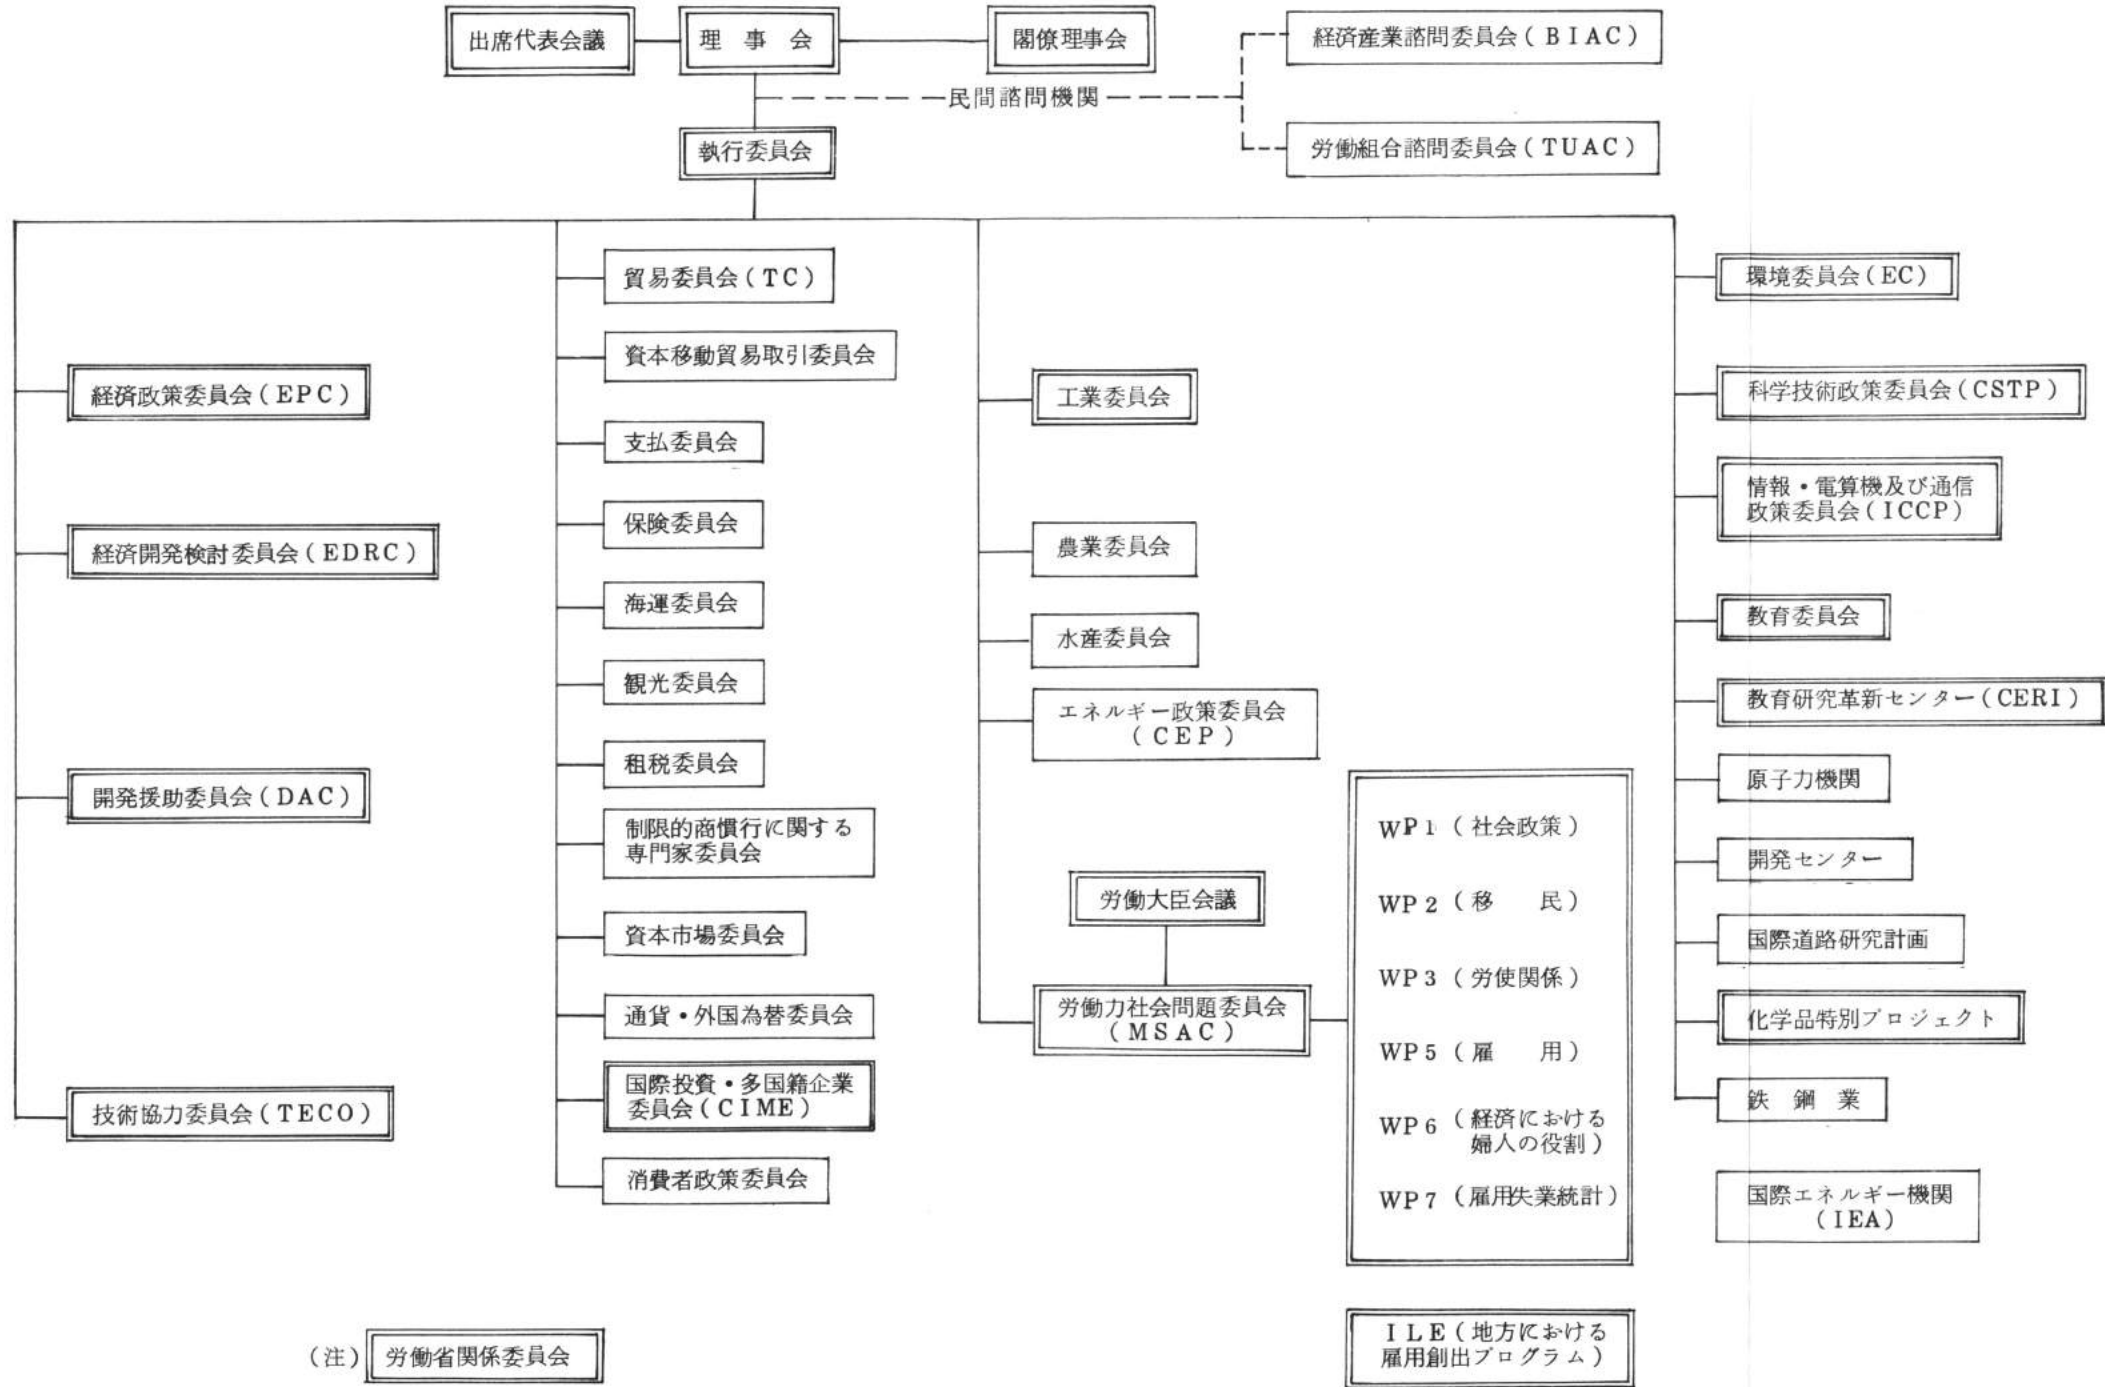 出席代表会議
理事会
閣僚理事会
経済産業諮問委員会(BIAC)
民間諮問機関
労働組合諮問委員会(TUAC)
執行委員会
経済政策委員会(EPC)
経済開発検討委員会(EDRC)
開発援助委員会(DAC)
技術協力委員会(TECO)
貿易委員会(TC)
資本移動貿易取引委員会
支払委員会
保険委員会
海運委員会
観光委員会
租税委員会
制限的商慣行に関する
専門家委員会
資本市場委員会
通貨・外国為替委員会
国際投資・多国籍企業
委員会(CIME)
消費者政策委員会
工業委員会
農業委員会
水産委員会
エネルギー政策委員会
(CEP)
労働大臣会議
労働力社会問題委員会
(MSAC)
WP1(社会政策)
WP2(移民)
WP3(労使関係)
WP5(雇用)
WP6(経済における
婦人の役割)
WP7(雇用失業統計)
ILE(地方における
雇用創出プログラム)
環境委員会(EC)
科学技術政策委員会(CSTP)
情報・電算機及び通信
政策委員会(ICCP)
教育委員会
教育研究革新センター(CERI)
原子力機関
開発センター
国際道路研究計画
化学品特別プロジェクト
鉄鋼業
国際エネルギー機関
(IEA)
(注)労働省関係委員会